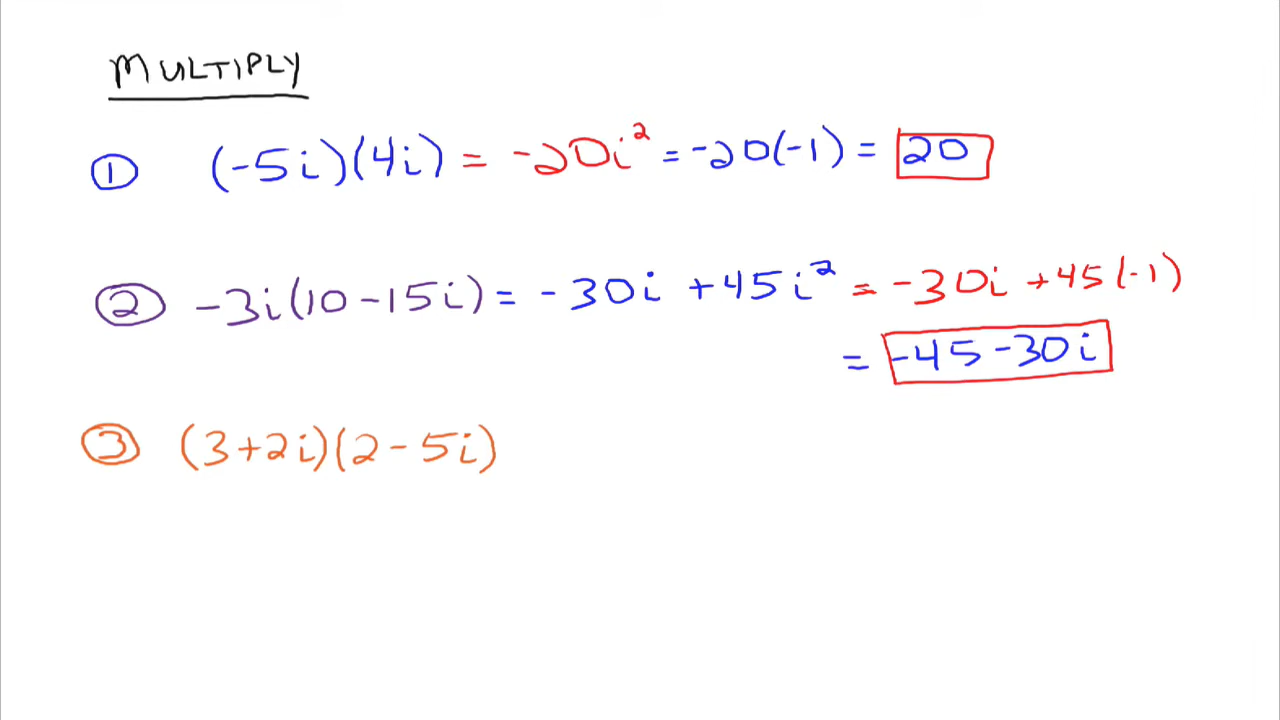 MULTIPLY
① (-5i)(4i) = -20i² = -20(-1) = 20
② -3i(10 -15i) = -30i +45i² = -30i +45(-1)
= -45 -30i
③ (3+2i)(2-5i)